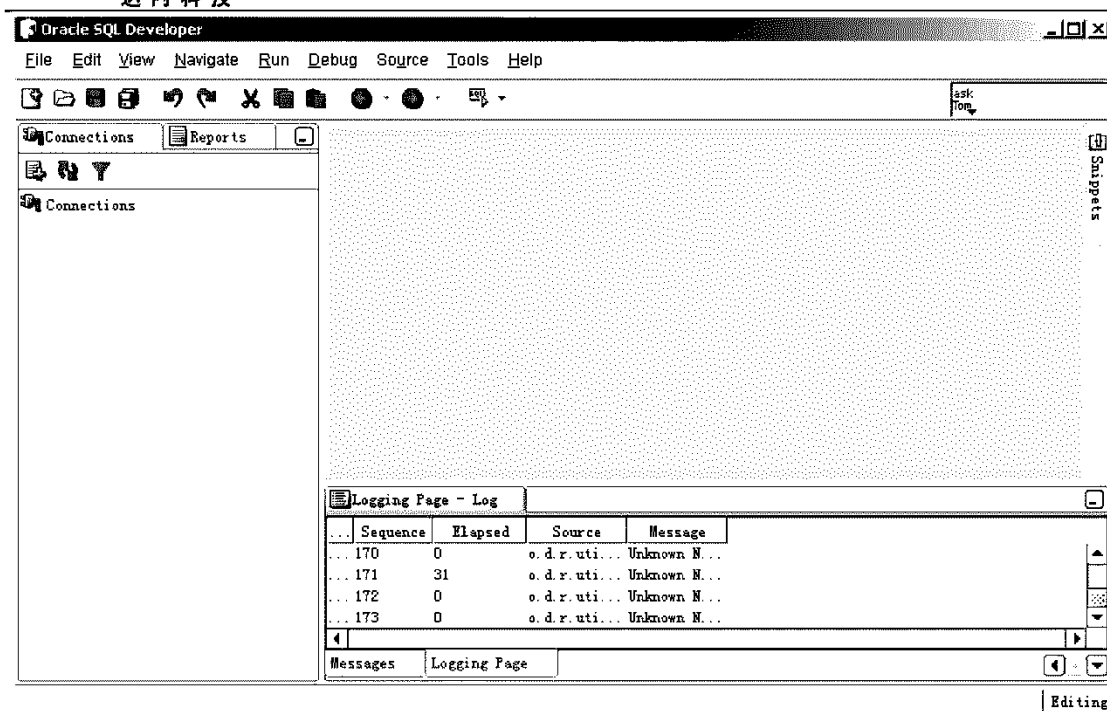 Oracle SQL Developer
File Edit View Navigate Run Debug Source Tools Help
ask
Tom
Connections Reports
Snippets
Connections
Logging Page - Log
... Sequence Elapsed Source Message
... 170 0 o.d.r.uti... Unknown N...
... 171 31 o.d.r.uti... Unknown N...
... 172 0 o.d.r.uti... Unknown N...
... 173 0 o.d.r.uti... Unknown N...
Messages Logging Page
Editing